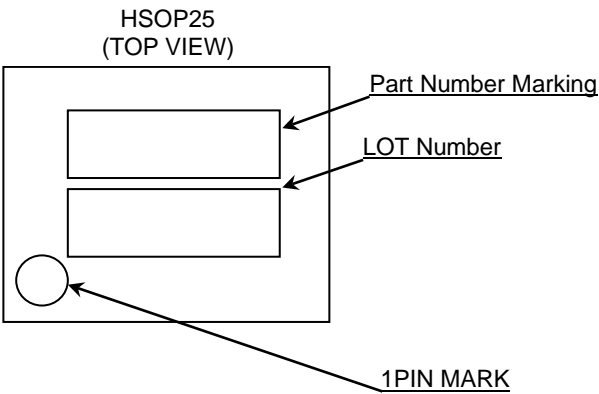 HSOP25
(TOP VIEW)
Part Number Marking
LOT Number
1PIN MARK